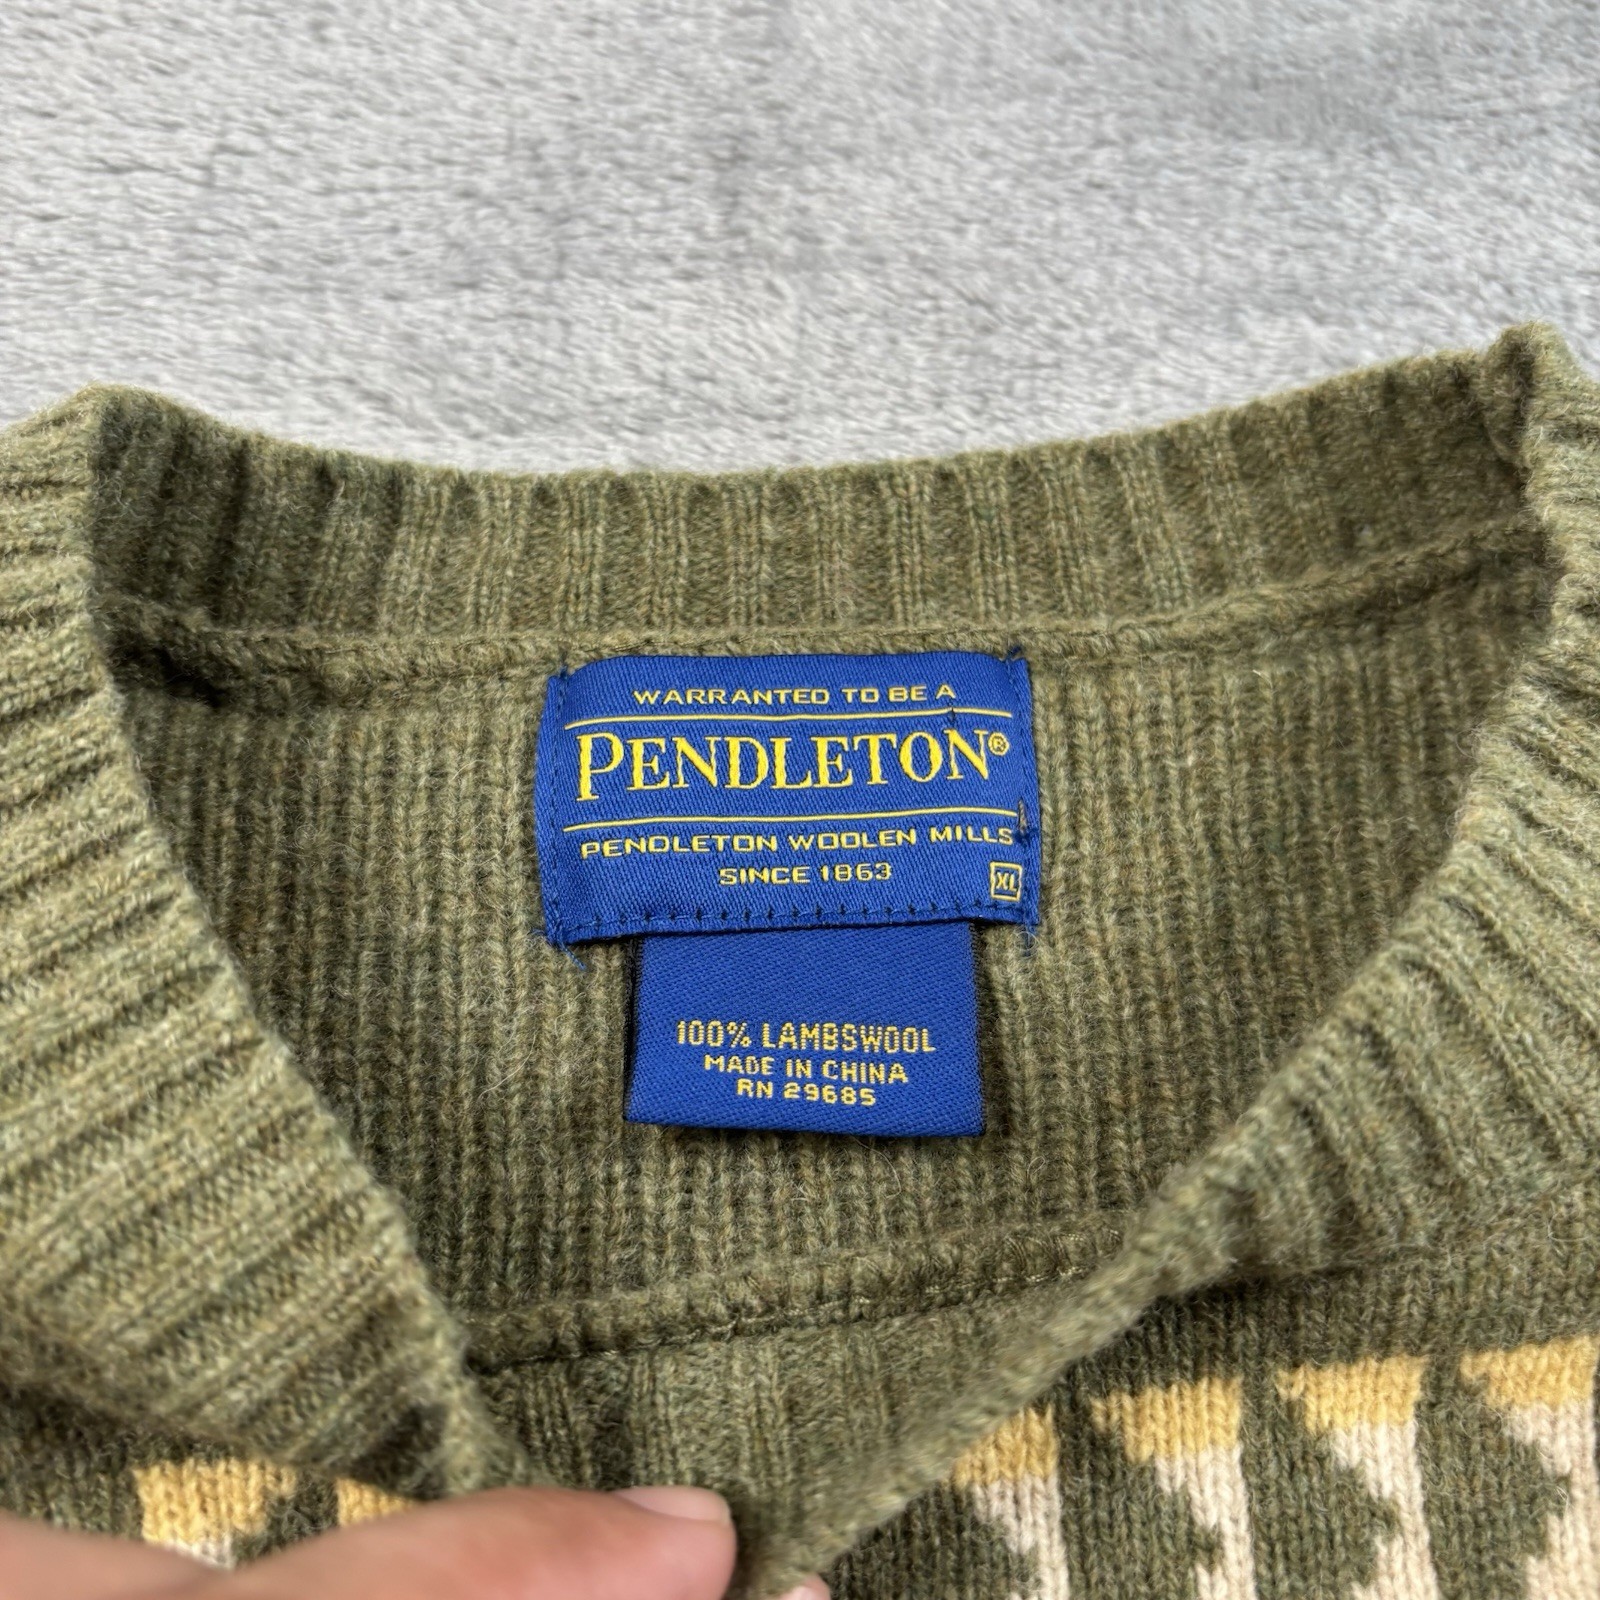 WARRANTED TO BE A
PENDLETON®
PENDLETON WOOLEN MILLS
SINCE 1863
XL
100% LAMBSWOOL
MADE IN CHINA
RN 29685